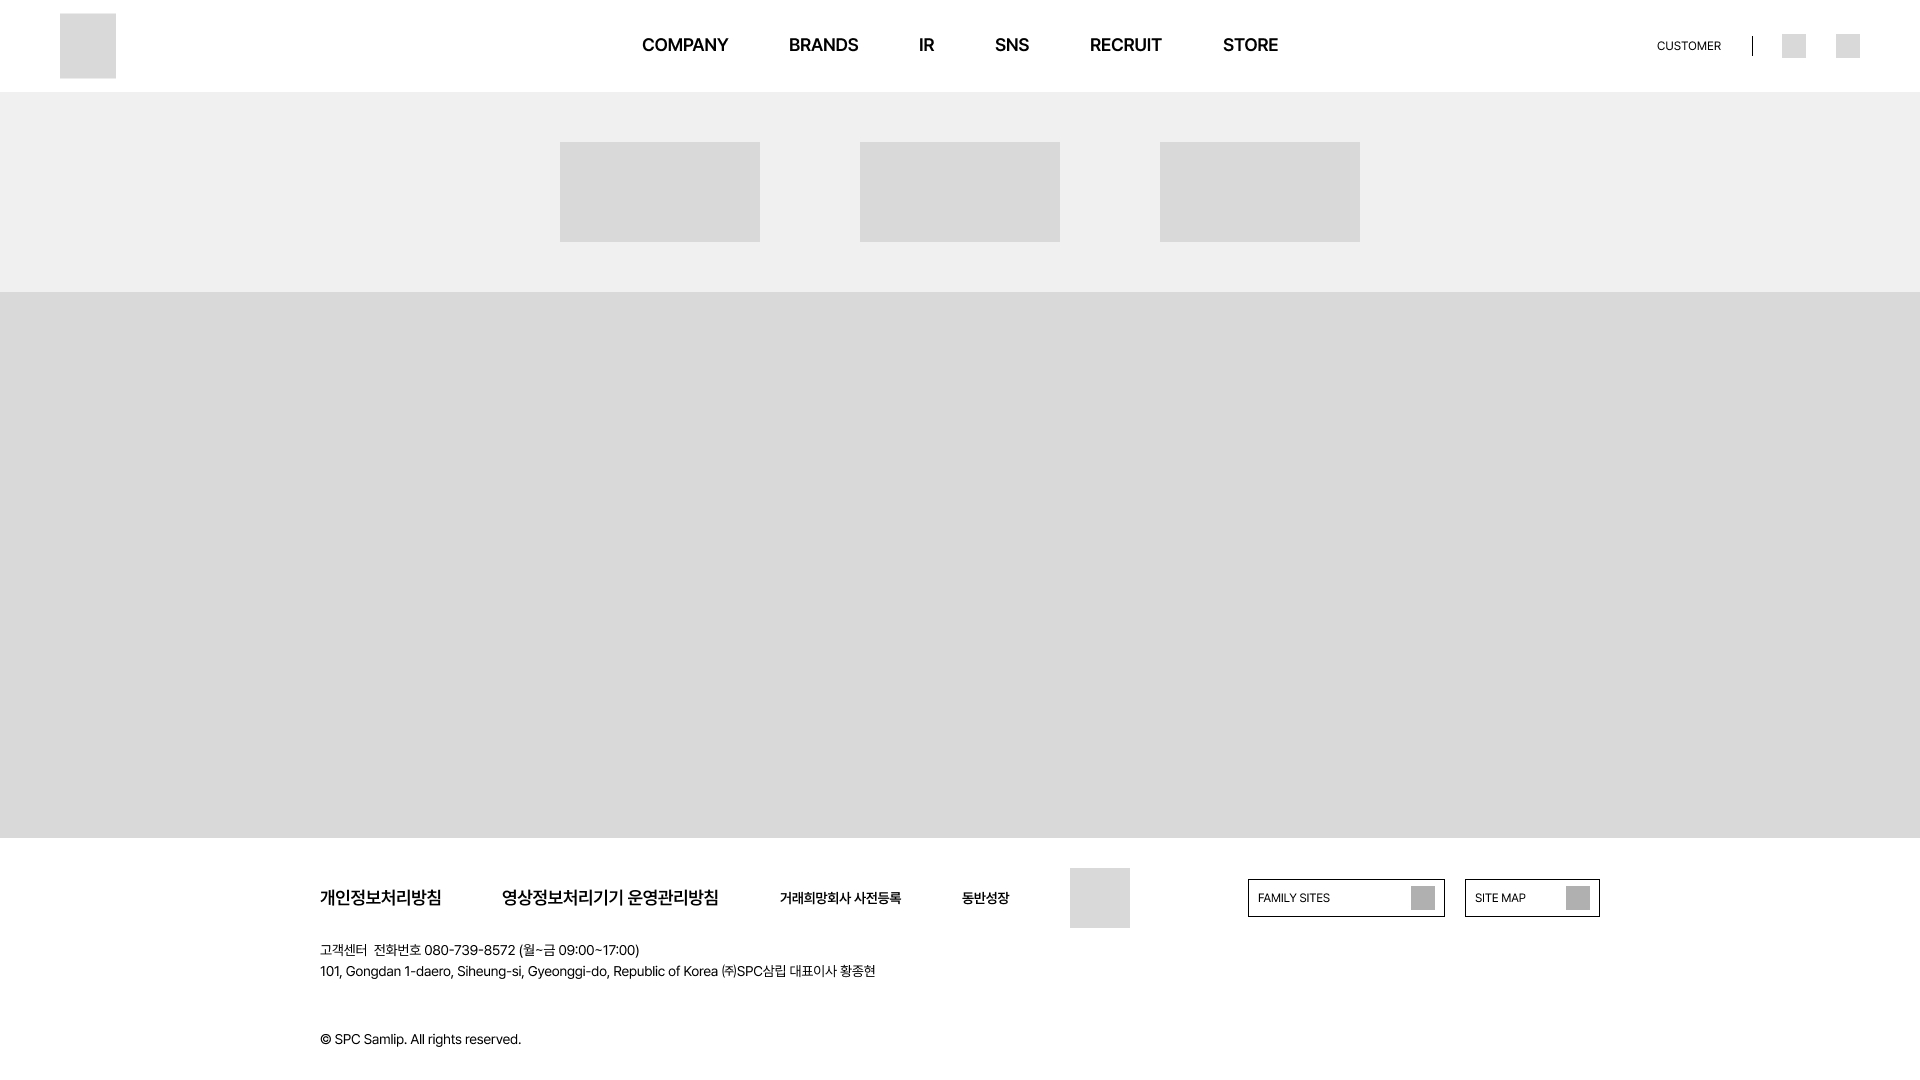 COMPANY BRANDS IR SNS RECRUIT STORE CUSTOMER
개인정보처리방침 영상정보처리기기 운영관리방침 거래희망회사 사전등록 동반성장 FAMILY SITES SITE MAP
고객센터 전화번호 080-739-8572 (월~금 09:00~17:00)
101, Gongdan 1-daero, Siheung-si, Gyeonggi-do, Republic of Korea ㈜SPC삼립 대표이사 황종현
© SPC Samlip. All rights reserved.